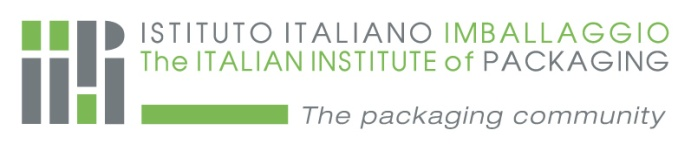 ISTITUTO ITALIANO IMBALLAGGIO
The ITALIAN INSTITUTE of PACKAGING
The packaging community